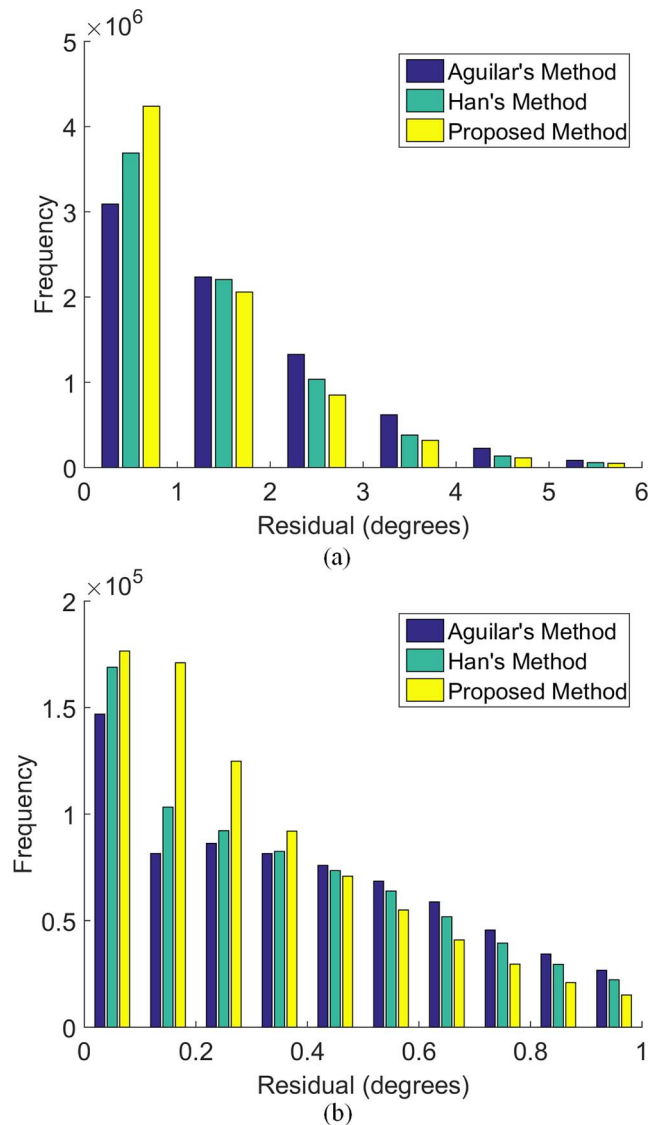 ×10^6
5
4
3
2
1
0
Frequency
Aguilar's Method
Han's Method
Proposed Method
0 1 2 3 4 5 6
Residual (degrees)
(a)
×10^5
2
1.5
1
0.5
0
Frequency
Aguilar's Method
Han's Method
Proposed Method
0 0.2 0.4 0.6 0.8 1
Residual (degrees)
(b)